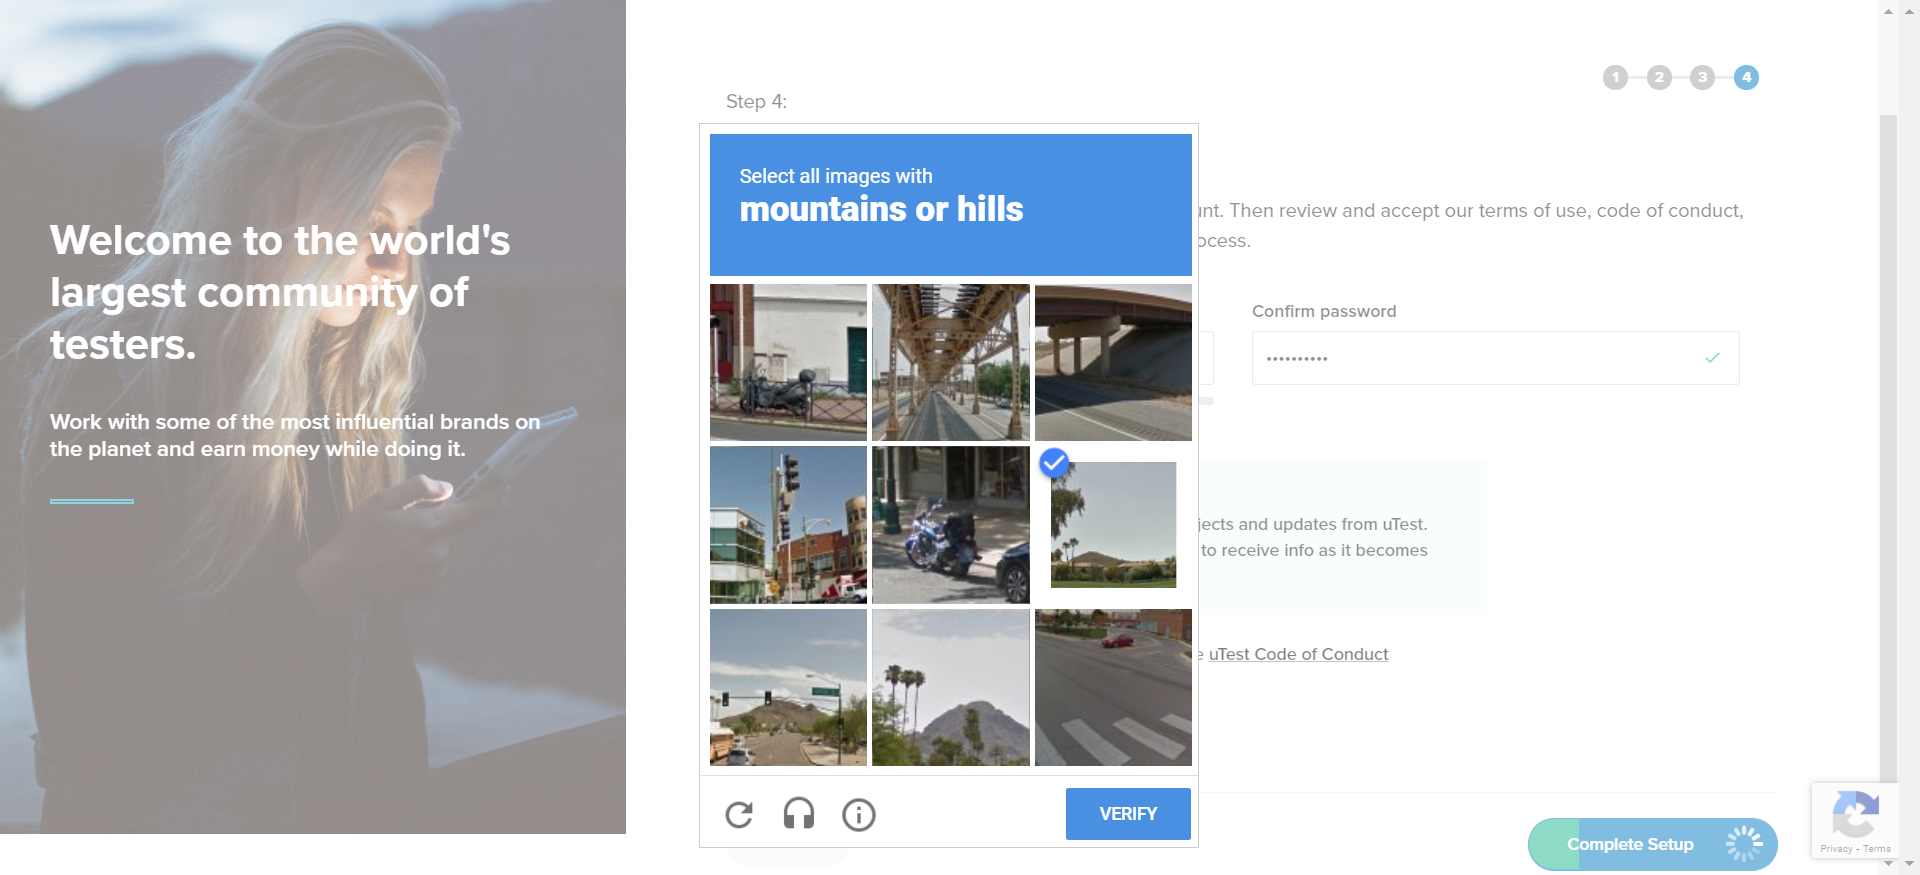 Welcome to the world's
largest community of
testers.
Work with some of the most influential brands on
the planet and earn money while doing it.
1 2 3 4
Step 4:
Select all images with
mountains or hills
unt. Then review and accept our terms of use, code of conduct,
ocess.
Confirm password
jects and updates from uTest.
to receive info as it becomes
e uTest Code of Conduct
VERIFY
Complete Setup
Privacy - Terms